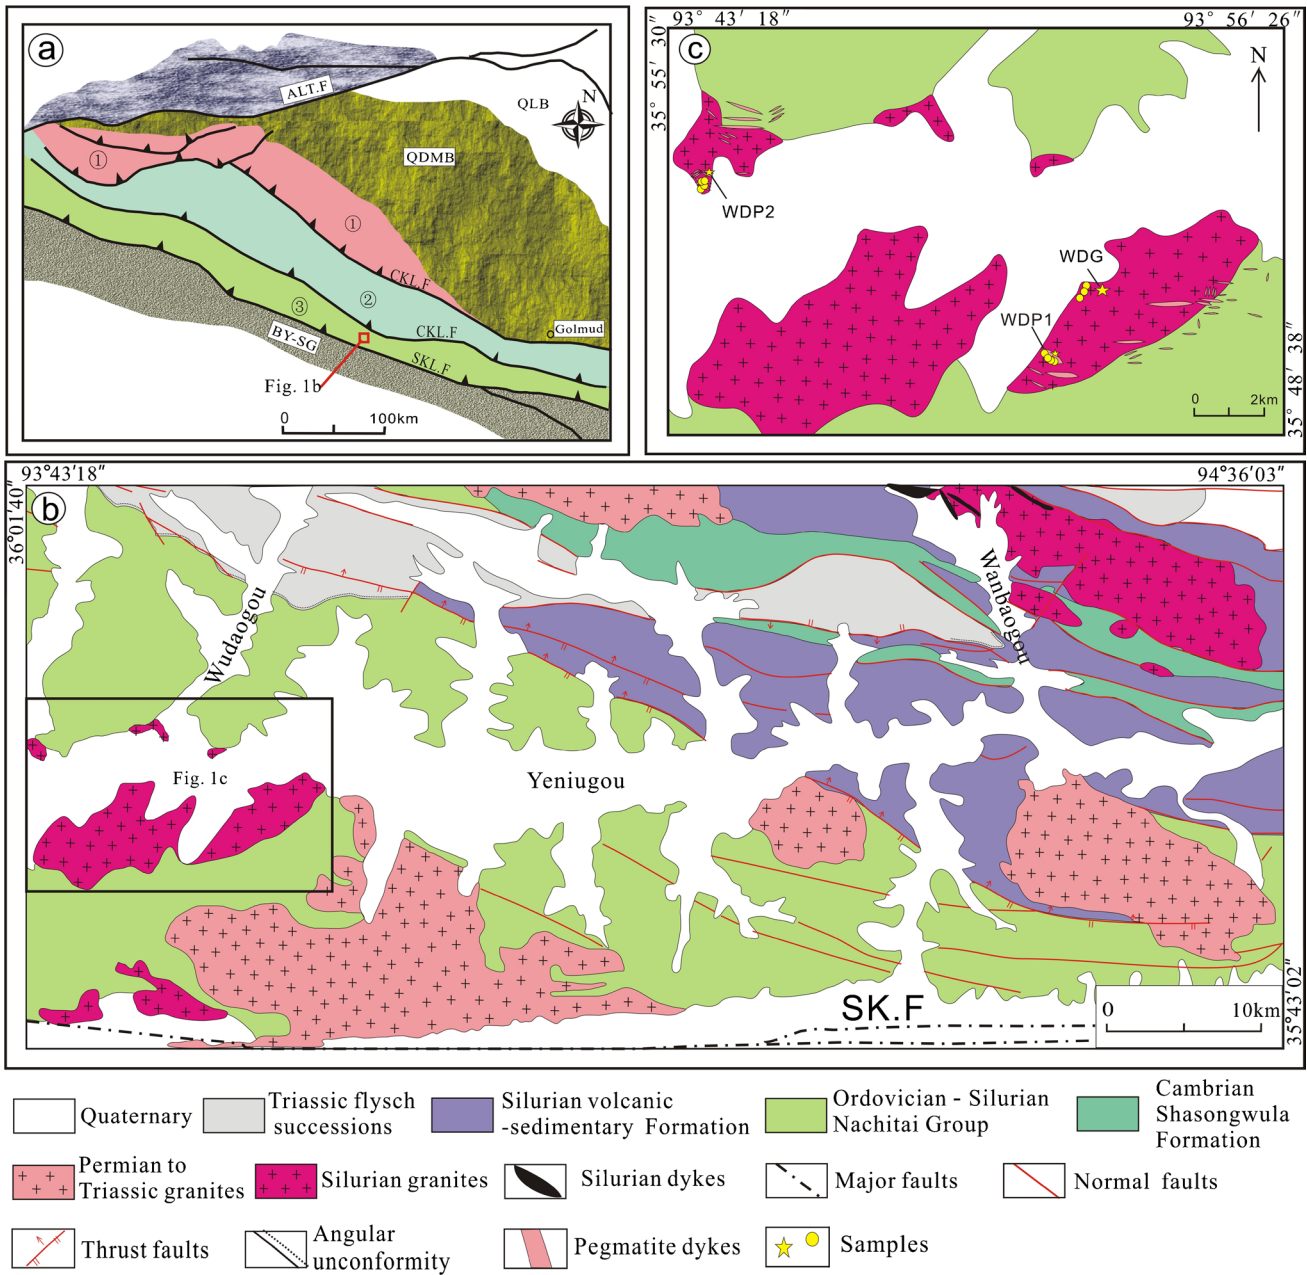 a
ALT.F
QLB
N
QDMB
①
①
CKL.F
②
③
CKL.F
Golmud
BY-SG
SKL.F
Fig. 1b
0 100km
93° 43′ 18″ 93° 56′ 26″
35° 55′ 30″
c
N
WDP2
WDG
WDP1
0 2km
35° 48′ 38″
93°43′18″ 94°36′03″
36°01′40″
b
Wudaogou
Wanbaogou
Fig. 1c
Yeniugou
SK.F
0 10km
35°43′02″
Quaternary
Triassic flysch
successions
Silurian volcanic
-sedimentary Formation
Ordovician - Silurian
Nachitai Group
Cambrian
Shasongwula
Formation
Permian to
Triassic granites
Silurian granites
Silurian dykes
Major faults
Normal faults
Thrust faults
Angular
unconformity
Pegmatite dykes
Samples